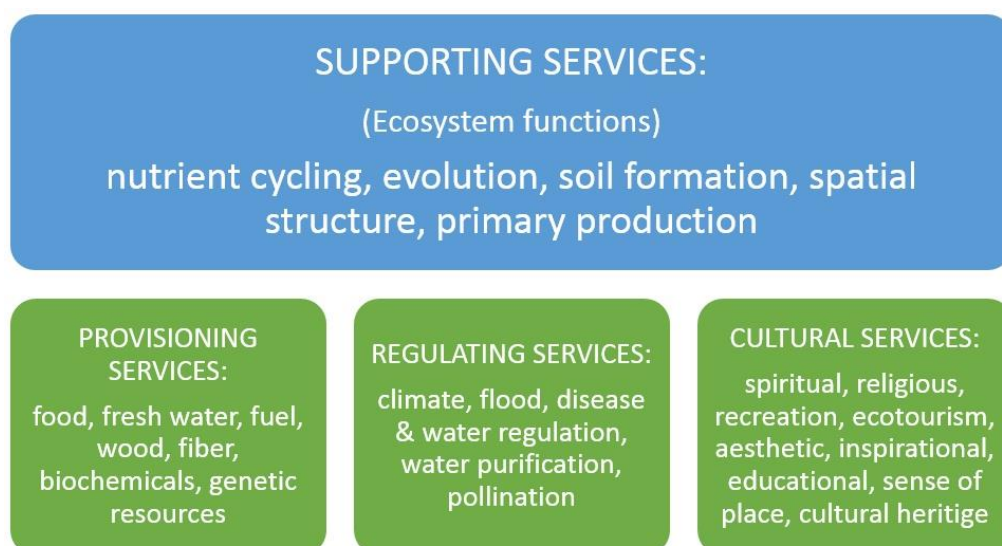 SUPPORTING SERVICES:
(Ecosystem functions)
nutrient cycling, evolution, soil formation, spatial
structure, primary production
PROVISIONING
SERVICES:
food, fresh water, fuel,
wood, fiber,
biochemicals, genetic
resources
REGULATING SERVICES:
climate, flood, disease
& water regulation,
water purification,
pollination
CULTURAL SERVICES:
spiritual, religious,
recreation, ecotourism,
aesthetic, inspirational,
educational, sense of
place, cultural heritige